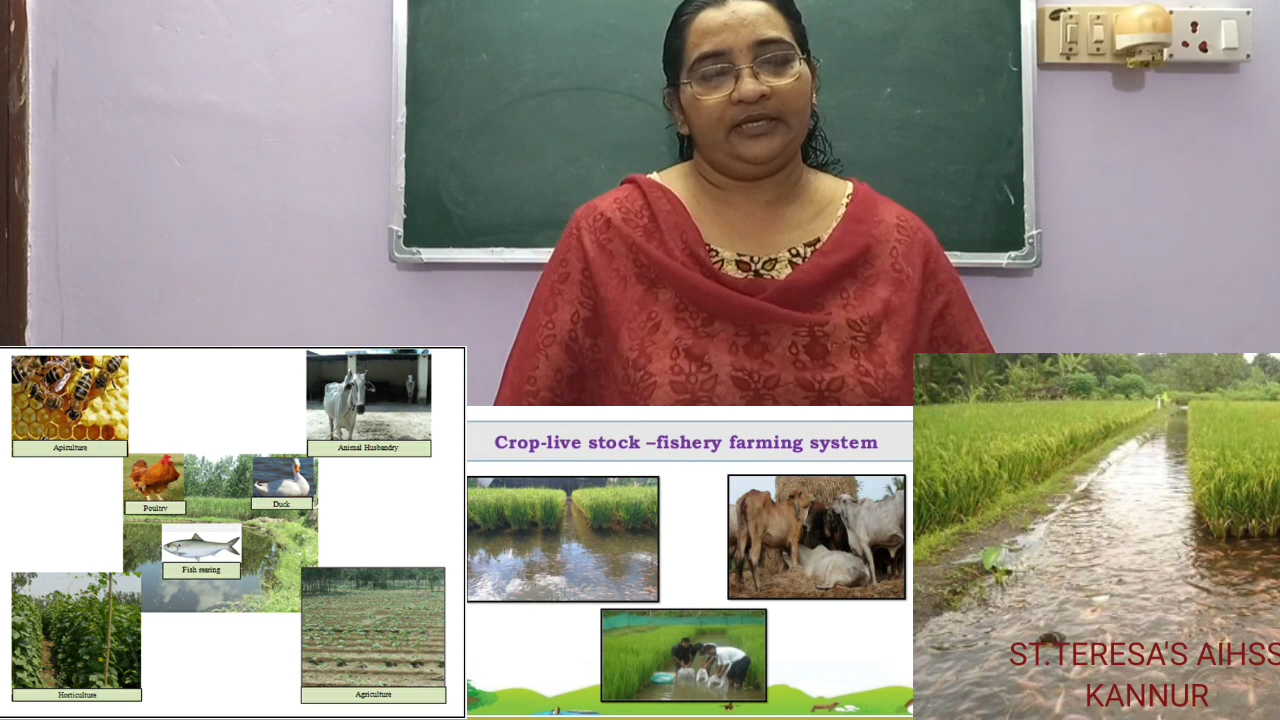 Apiculture
Animal Husbandry
Poultry
Duck
Fish rearing
Horticulture
Agriculture
Crop-live stock –fishery farming system
ST.TERESA'S AIHSS
KANNUR